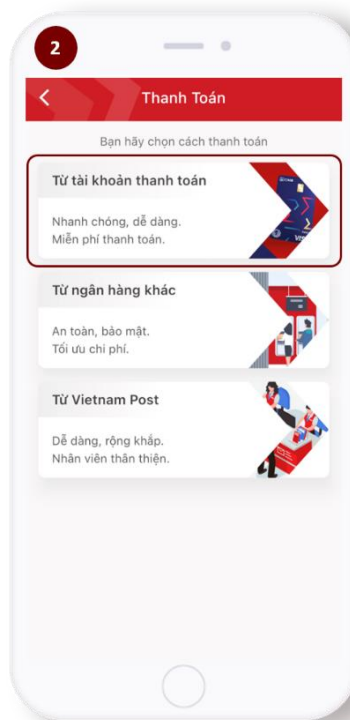 2
Thanh Toán
Bạn hãy chọn cách thanh toán
Từ tài khoản thanh toán
Nhanh chóng, dễ dàng.
Miễn phí thanh toán.
Từ ngân hàng khác
An toàn, bảo mật.
Tối ưu chi phí.
Từ Vietnam Post
Dễ dàng, rộng khắp.
Nhân viên thân thiện.